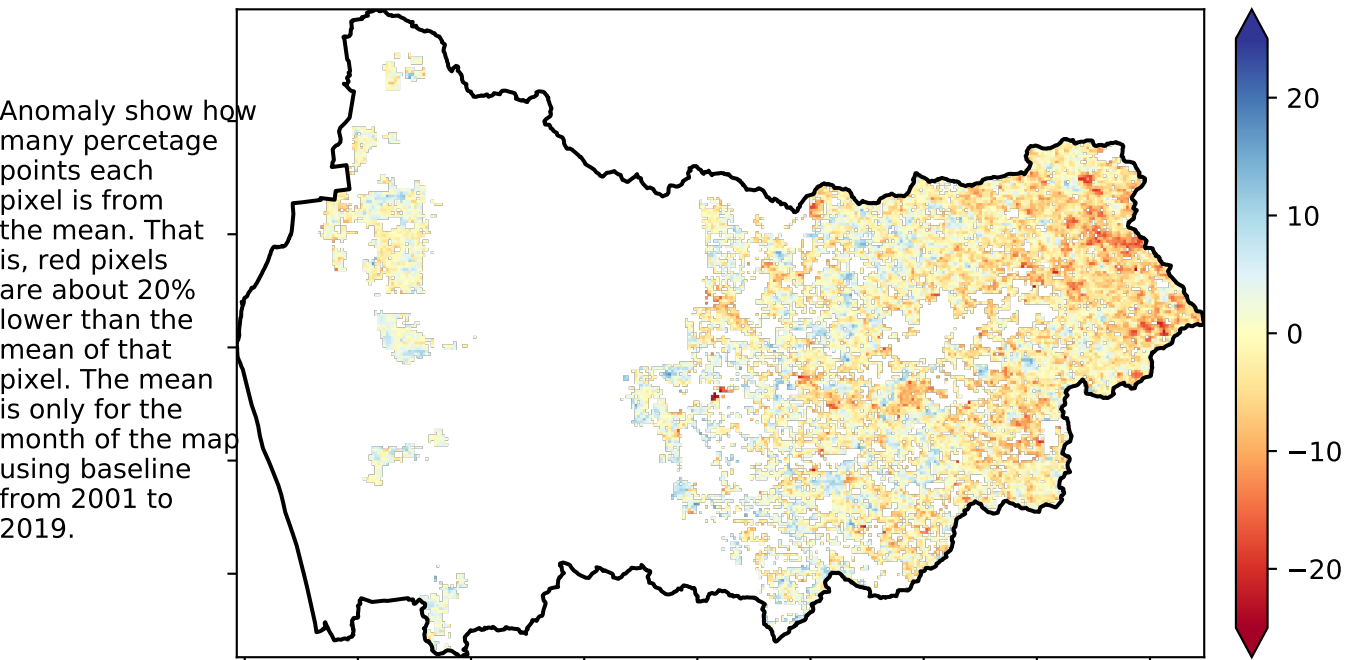 Anomaly show how
many percetage
points each
pixel is from
the mean. That
is, red pixels
are about 20%
lower than the
mean of that
pixel. The mean
is only for the
month of the map
using baseline
from 2001 to
2019.
20
10
0
−10
−20